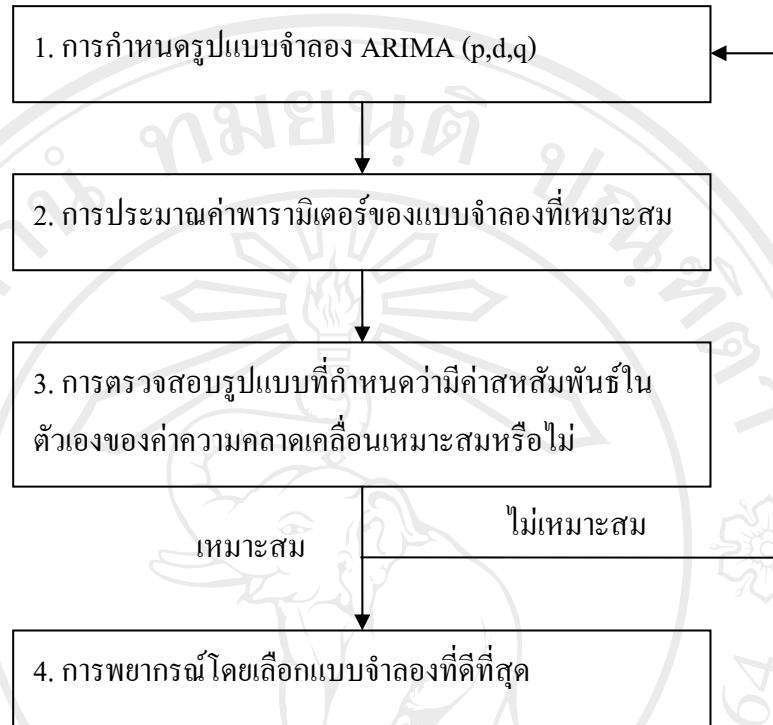 1. การกำหนดรูปแบบจำลอง ARIMA (p,d,q)
2. การประมาณค่าพารามิเตอร์ของแบบจำลองที่เหมาะสม
3. การตรวจสอบรูปแบบที่กำหนดว่ามีค่าสหสัมพันธ์ใน
ตัวเองของค่าความคลาดเคลื่อนเหมาะสมหรือไม่
ไม่เหมาะสม
เหมาะสม
4. การพยากรณ์โดยเลือกแบบจำลองที่ดีที่สุด
64